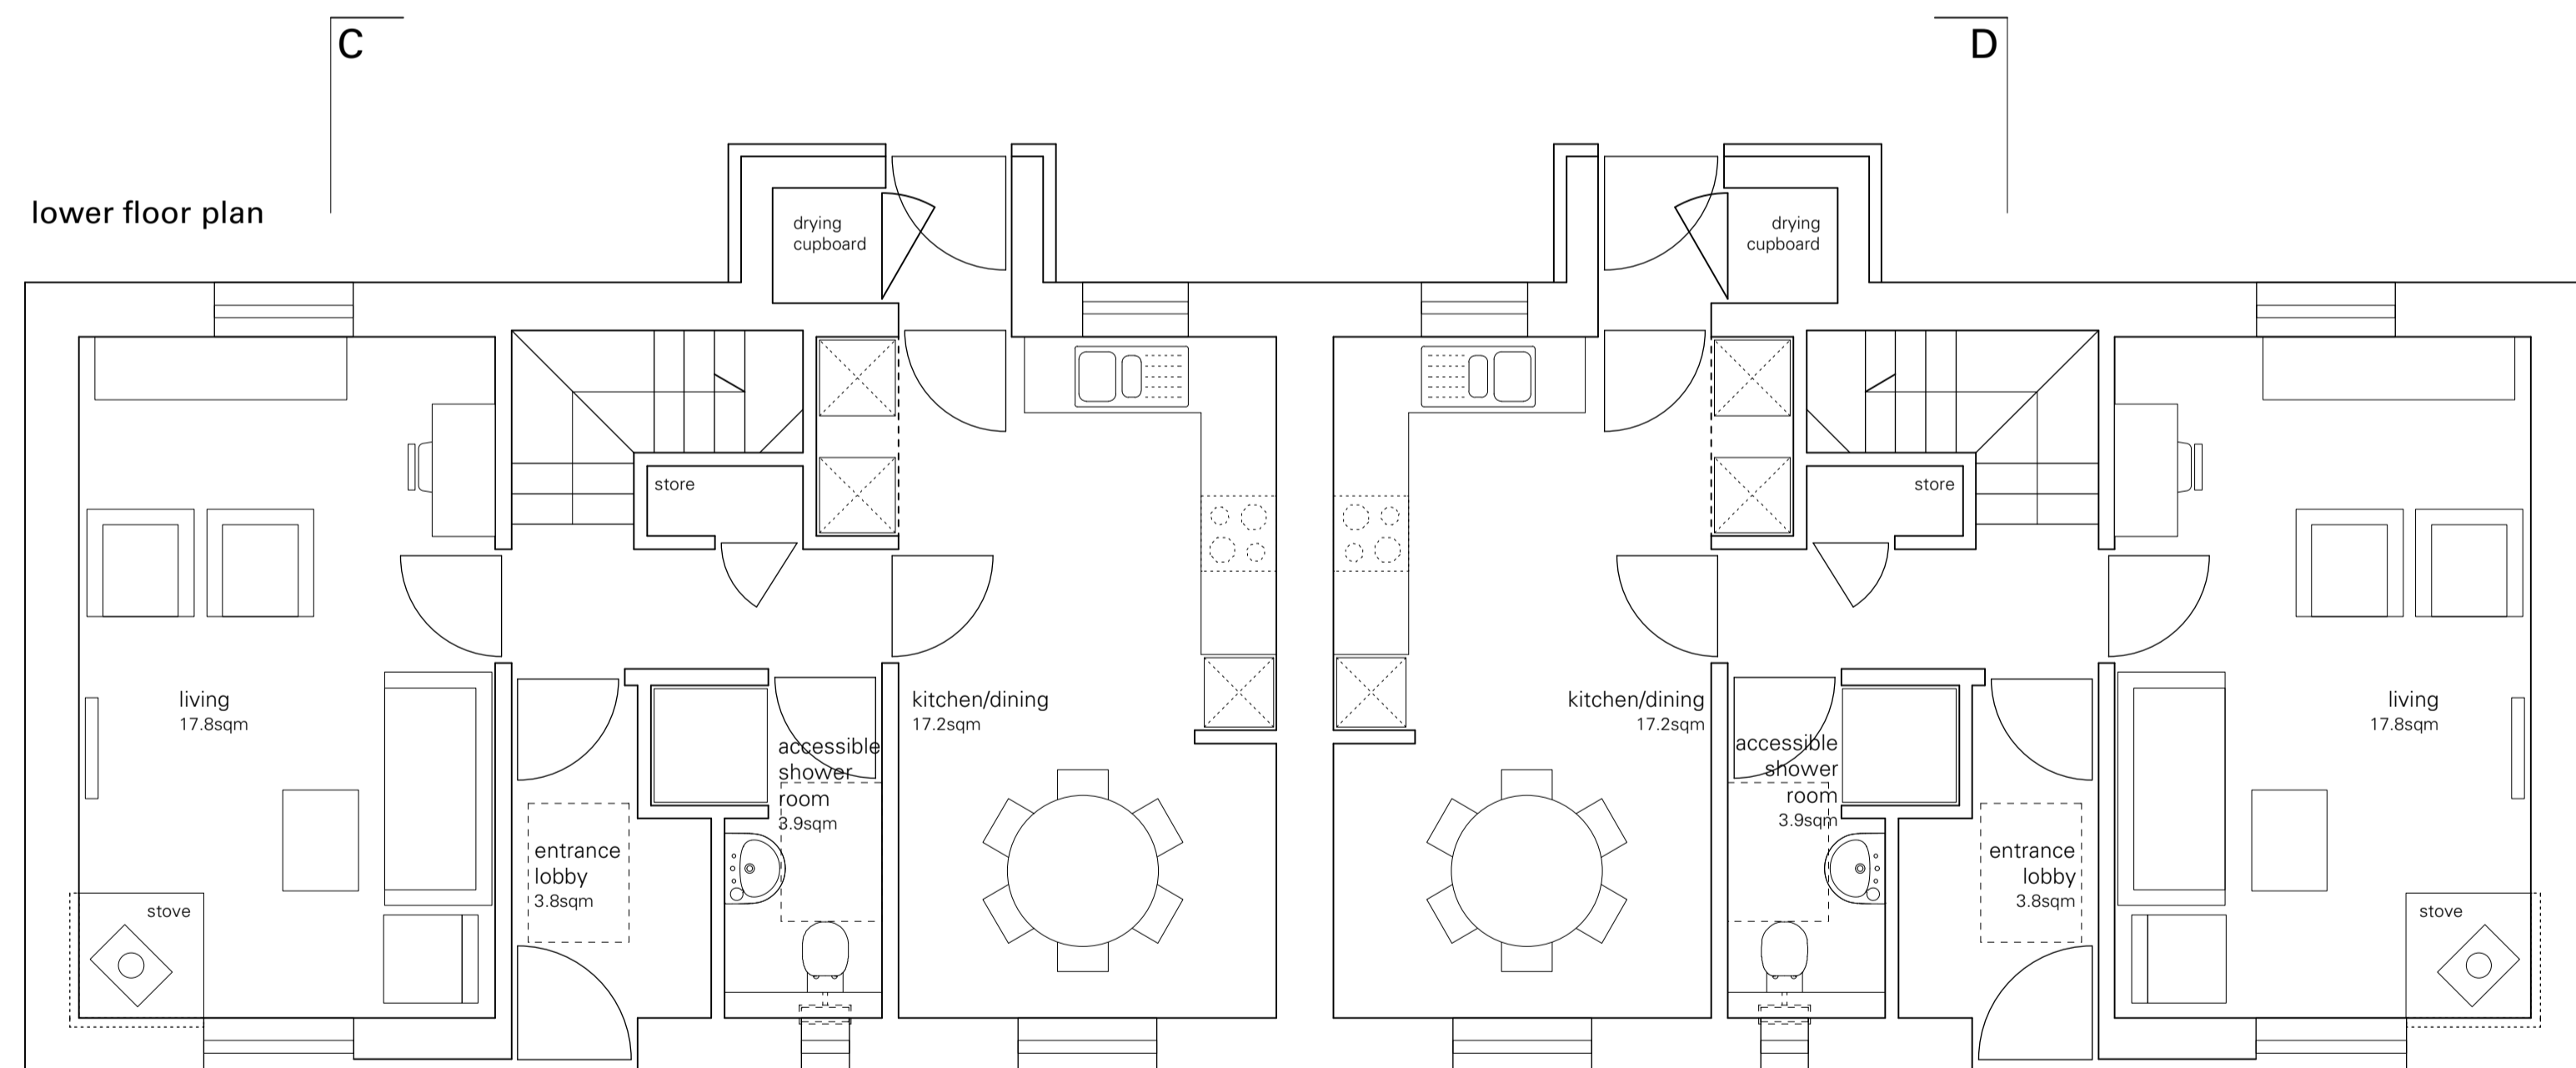 C
D
lower floor plan
drying
cupboard
drying
cupboard
store
store
living
17.8sqm
kitchen/dining
17.2sqm
kitchen/dining
17.2sqm
living
17.8sqm
accessible
shower
room
3.9sqm
accessible
shower
room
3.9sqm
entrance
lobby
3.8sqm
entrance
lobby
3.8sqm
stove
stove